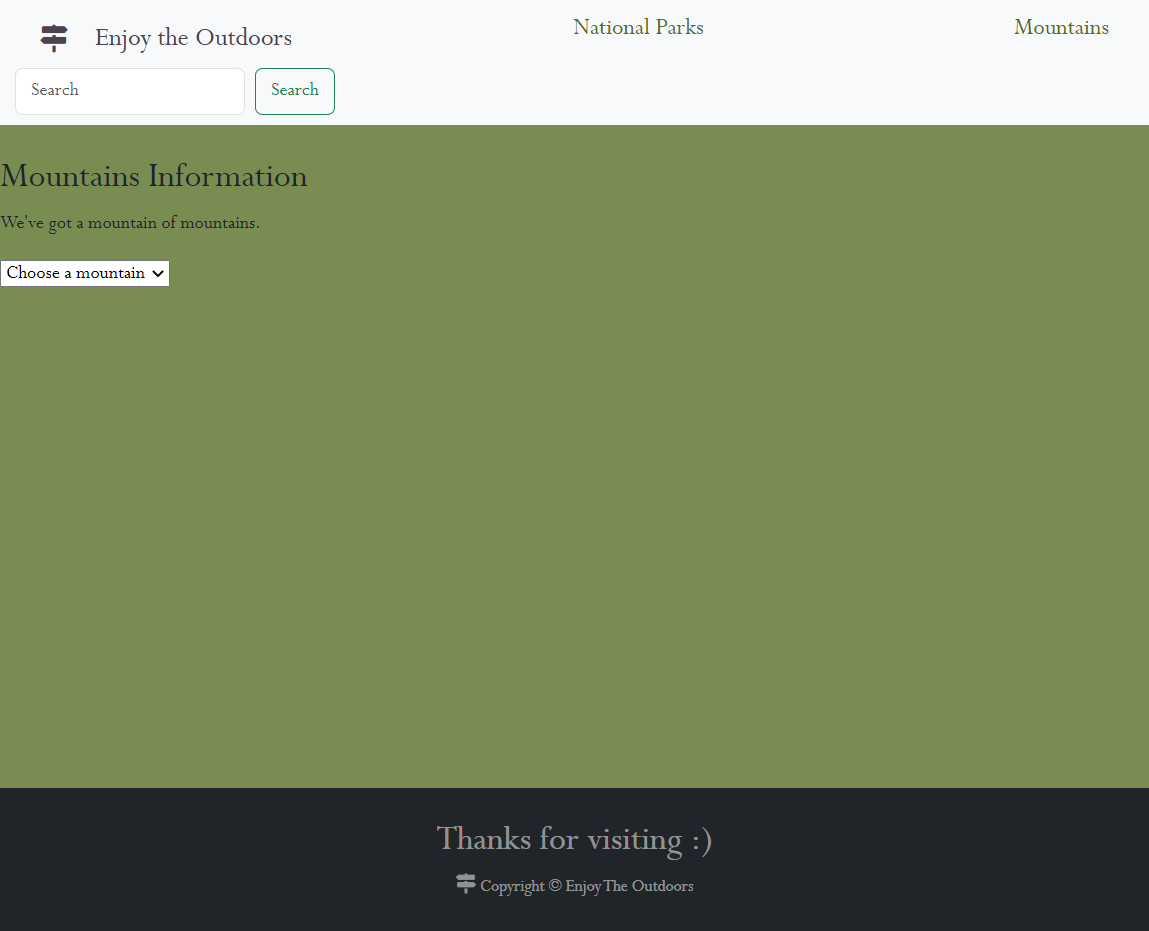 Enjoy the Outdoors
National Parks
Mountains
Search
Search
Mountains Information
We've got a mountain of mountains.
Choose a mountain
Thanks for visiting :)
Copyright © Enjoy The Outdoors